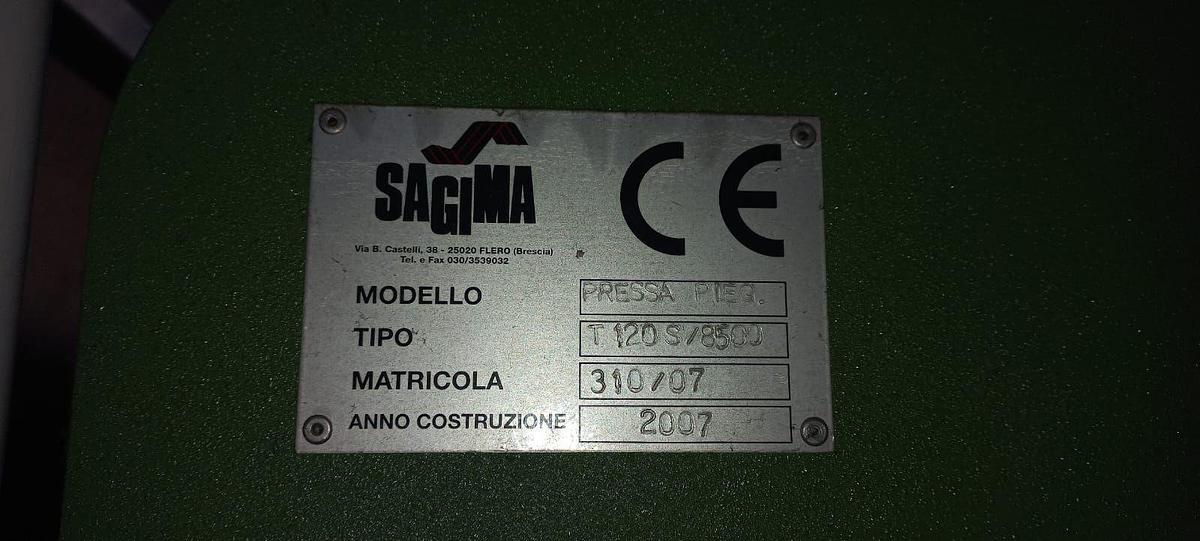 SAGIMA
CE
Via B. Castelli, 38 - 25020 FLERO (Brescia)
Tel. e Fax 030/3539032
MODELLO PRESSA PIEG.
TIPO T 120 S/8500
MATRICOLA 310/07
ANNO COSTRUZIONE 2007